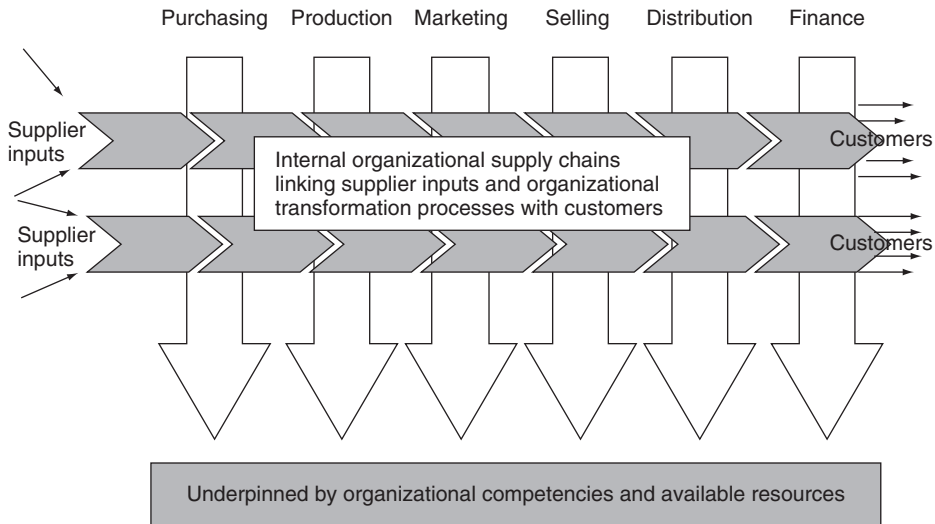 Purchasing Production Marketing Selling Distribution Finance
Supplier
inputs
Customers
Internal organizational supply chains
linking supplier inputs and organizational
transformation processes with customers
Supplier
inputs
Customers
Underpinned by organizational competencies and available resources